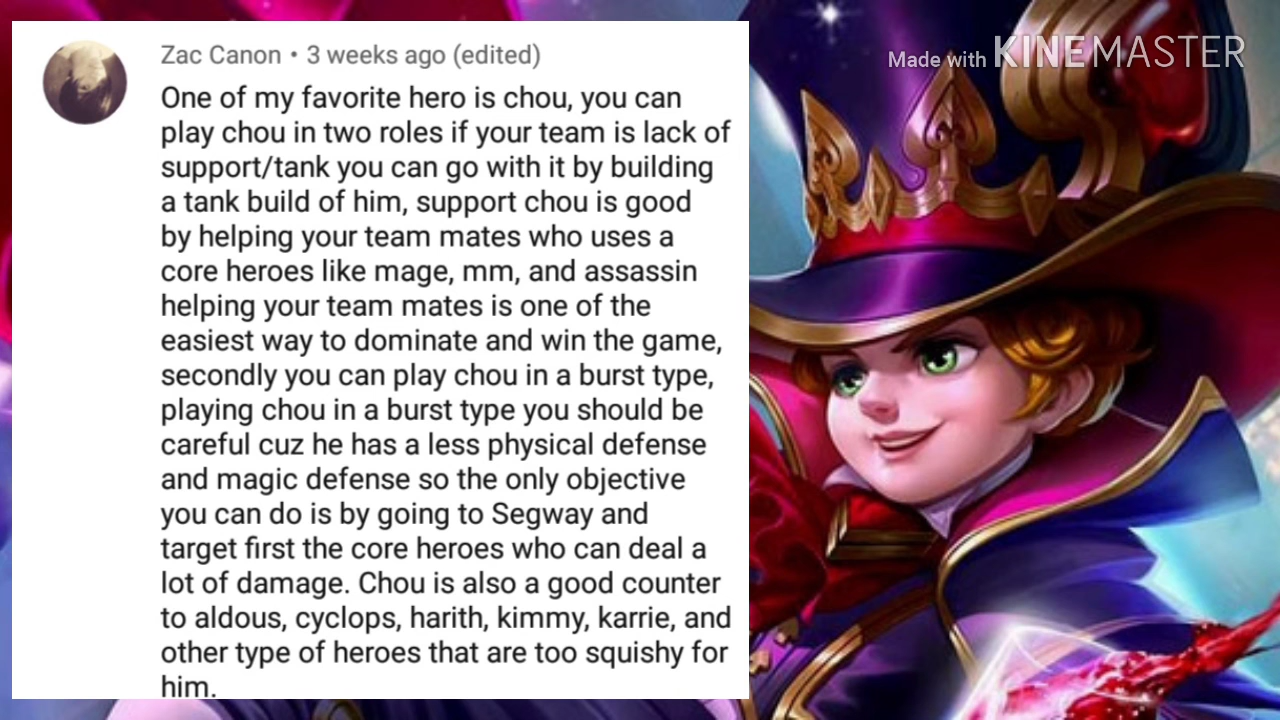 Zac Canon • 3 weeks ago (edited)
One of my favorite hero is chou, you can
play chou in two roles if your team is lack of
support/tank you can go with it by building
a tank build of him, support chou is good
by helping your team mates who uses a
core heroes like mage, mm, and assassin
helping your team mates is one of the
easiest way to dominate and win the game,
secondly you can play chou in a burst type,
playing chou in a burst type you should be
careful cuz he has a less physical defense
and magic defense so the only objective
you can do is by going to Segway and
target first the core heroes who can deal a
lot of damage. Chou is also a good counter
to aldous, cyclops, harith, kimmy, karrie, and
other type of heroes that are too squishy for
him.
Made with KINEMASTER